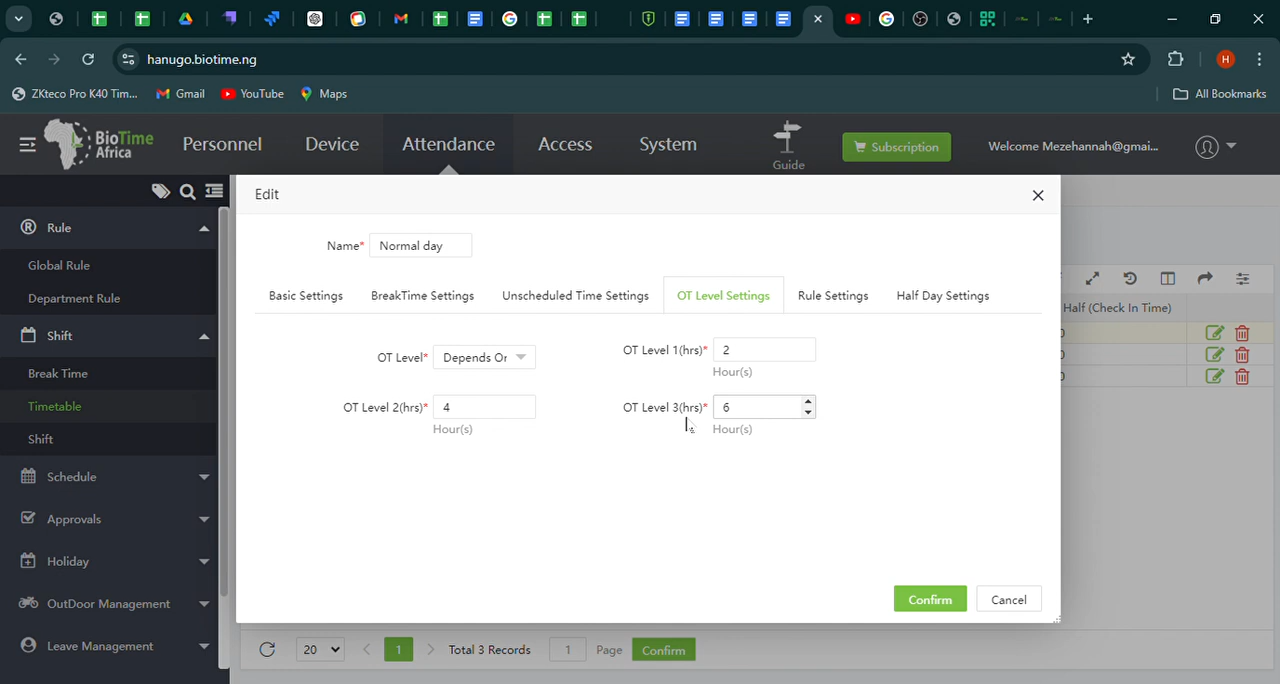 hanugo.biotime.ng
H
ZKteco Pro K40 Tim...
Gmail
YouTube
Maps
All Bookmarks
BioTime
Africa
Personnel
Device
Attendance
Access
System
Guide
Subscription
Welcome Mezehannah@gmai...
Rule
Global Rule
Department Rule
Shift
Break Time
Timetable
Shift
Schedule
Approvals
Holiday
OutDoor Management
Leave Management
Edit
Name* Normal day
Basic Settings
BreakTime Settings
Unscheduled Time Settings
OT Level Settings
Rule Settings
Half Day Settings
OT Level* Depends Or
OT Level 1(hrs)* 2
Hour(s)
OT Level 2(hrs)* 4
Hour(s)
OT Level 3(hrs)* 6
Hour(s)
Confirm
Cancel
Half (Check In Time)
20
1
Total 3 Records
1
Page
Confirm